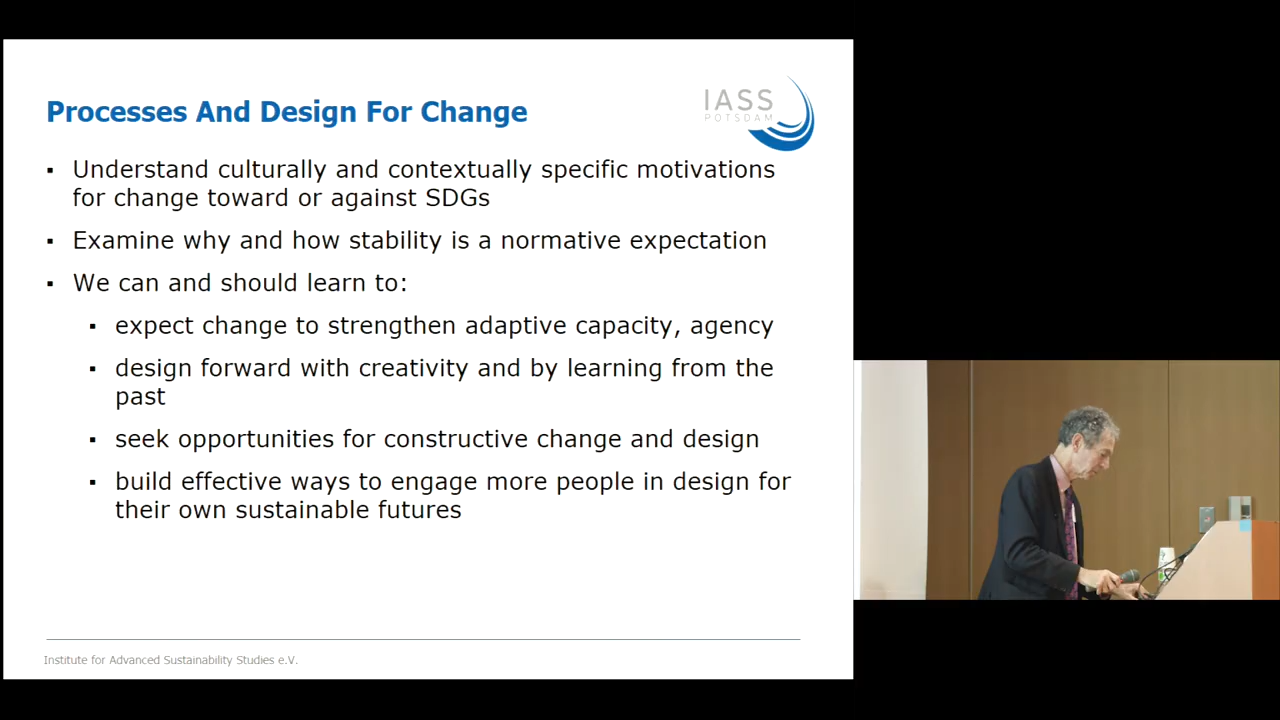 Processes And Design For Change
IASS
POTSDAM
▪ Understand culturally and contextually specific motivations
for change toward or against SDGs
▪ Examine why and how stability is a normative expectation
▪ We can and should learn to:
▪ expect change to strengthen adaptive capacity, agency
▪ design forward with creativity and by learning from the
past
▪ seek opportunities for constructive change and design
▪ build effective ways to engage more people in design for
their own sustainable futures
Institute for Advanced Sustainability Studies e.V.